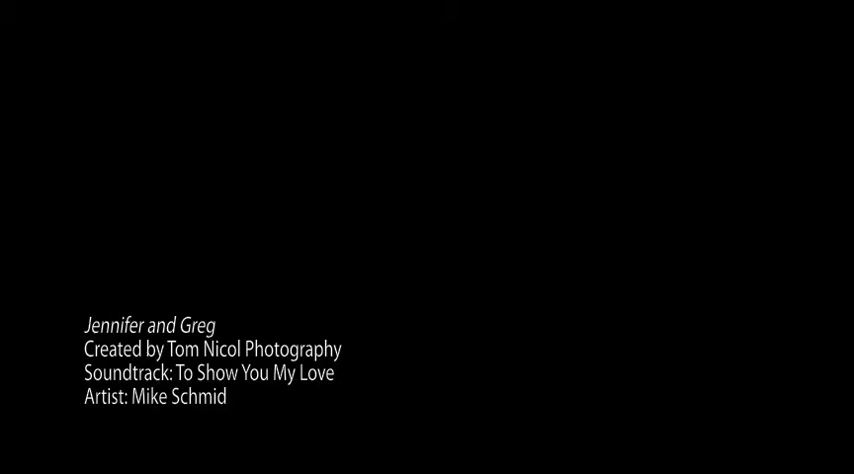 Jennifer and Greg
Created by Tom Nicol Photography
Soundtrack: To Show You My Love
Artist: Mike Schmid